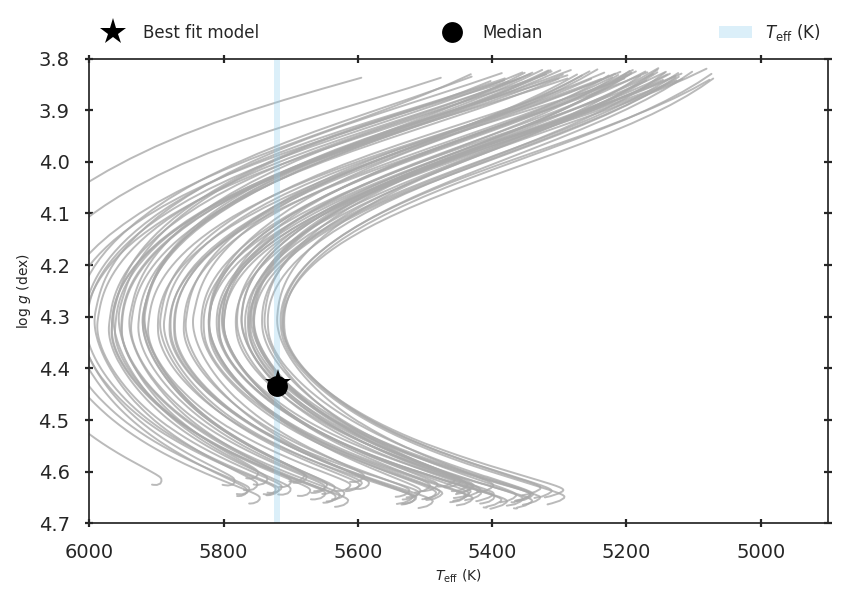 Best fit model Median T_eff (K)
3.8
3.9
4.0
4.1
4.2
4.3
4.4
4.5
4.6
4.7
log g (dex)
6000 5800 5600 5400 5200 5000
T_eff (K)